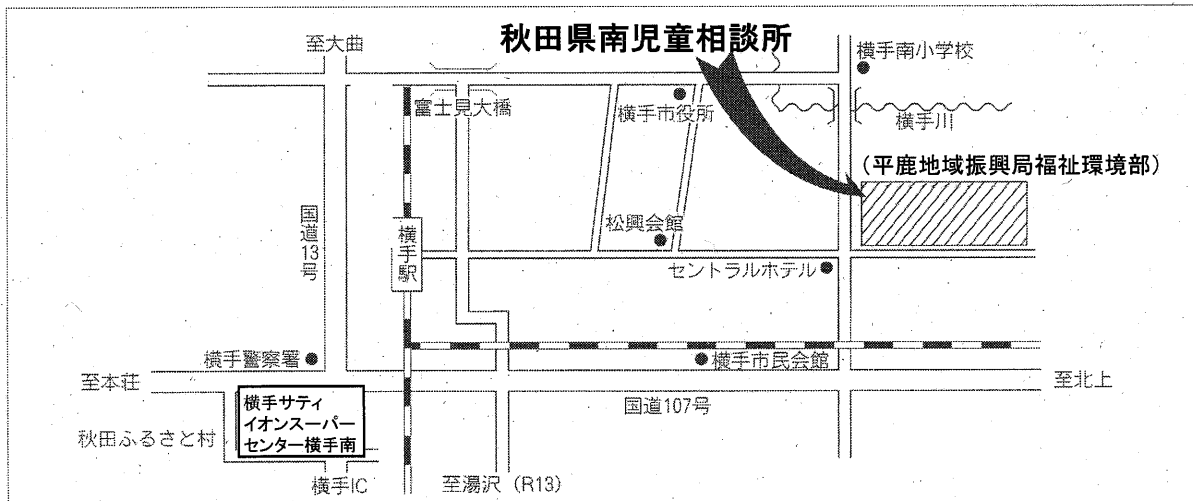 秋田県南児童相談所
至大曲
横手南小学校
富士見大橋
横手市役所
横手川
(平鹿地域振興局福祉環境部)
国道13号
横手駅
松興会館
セントラルホテル
横手警察署
横手市民会館
至本荘
至北上
国道107号
横手サティ
イオンスーパー
センター横手南
秋田ふるさと村
横手IC
至湯沢 (R13)